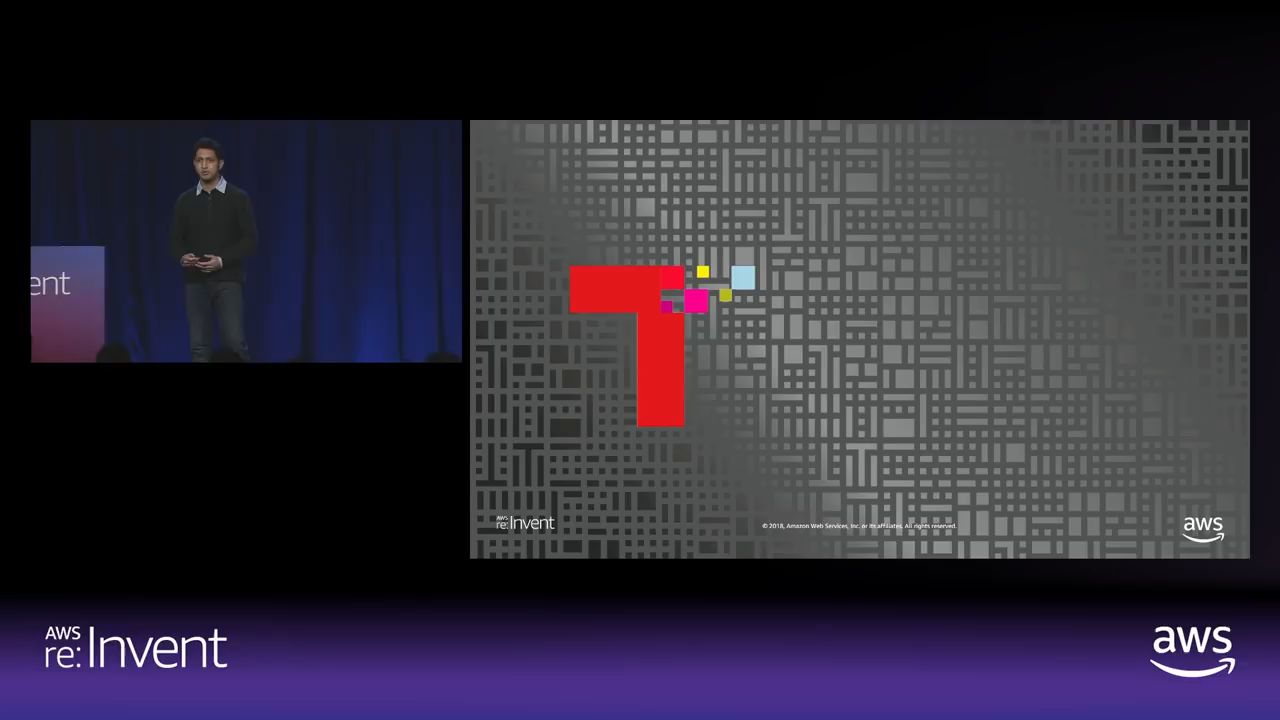 ent
AWS
re:Invent
© 2018, Amazon Web Services, Inc. or its affiliates. All rights reserved.
aws
AWS
re:Invent
aws